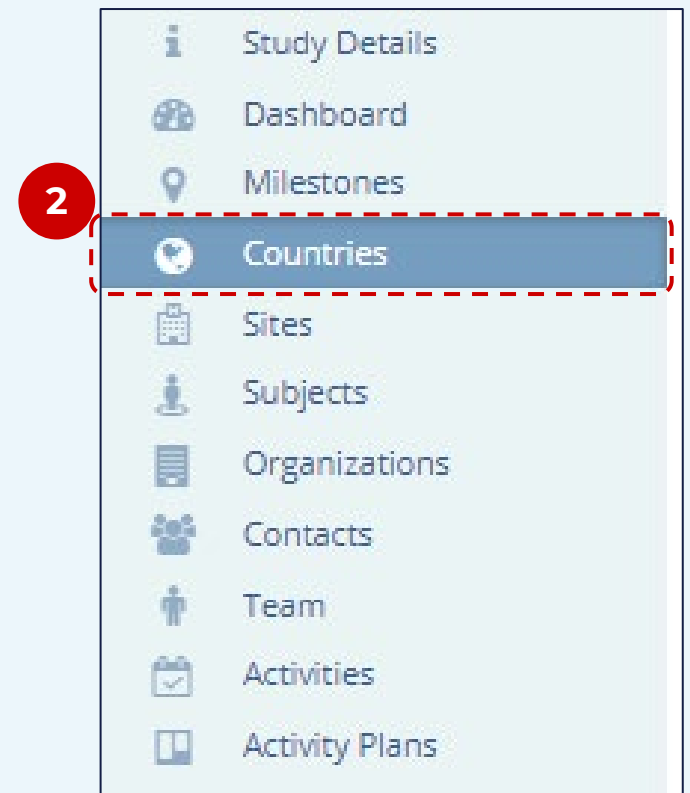 Study Details
Dashboard
Milestones
2
Countries
Sites
Subjects
Organizations
Contacts
Team
Activities
Activity Plans